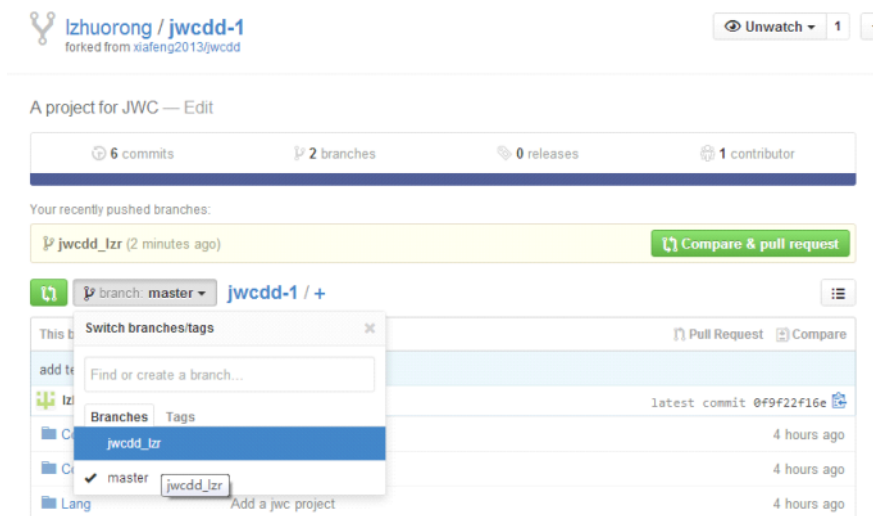 lzhuorong / jwcdd-1
forked from xiafeng2013/jwcdd
Unwatch 1
A project for JWC — Edit
6 commits 2 branches 0 releases 1 contributor
Your recently pushed branches:
jwcdd_lzr (2 minutes ago) Compare & pull request
branch: master jwcdd-1 / +
Switch branches/tags
This Pull Request Compare
Find or create a branch...
add
latest commit 0f9f22f16e
Branches Tags
jwcdd_lzr
4 hours ago
master
jwcdd_lzr
4 hours ago
Lang Add a jwc project 4 hours ago